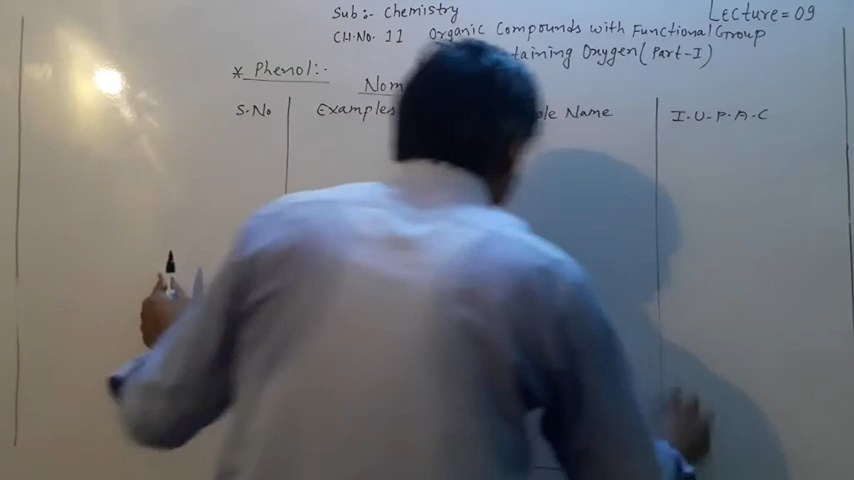 Sub:- Chemistry
Lecture = 09
CH.No. 11 Organic Compounds with Functional Group
Oxygen (Part-I)
* Phenol:-
S.No Examples Name I.U.P.A.C